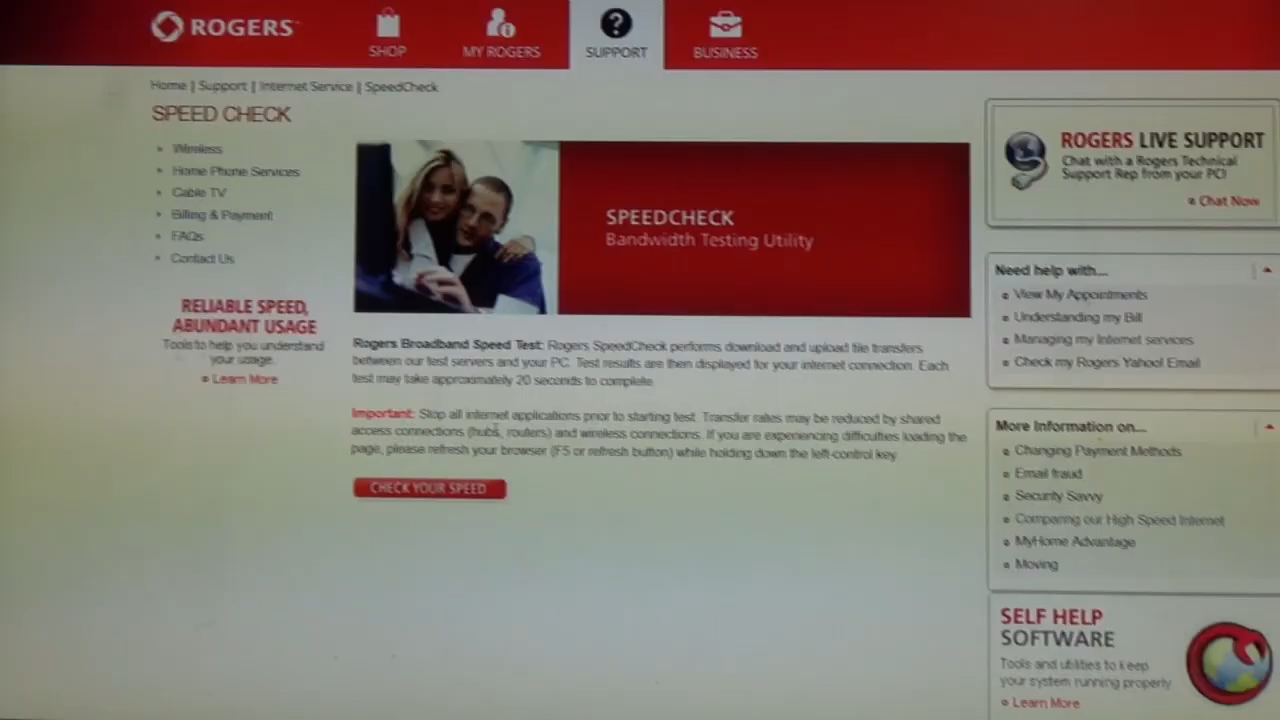 ROGERS
SHOP
MY ROGERS
SUPPORT
BUSINESS
Home | Support | Internet Service | SpeedCheck
SPEED CHECK
Wireless
Home Phone Services
Cable TV
Billing & Payment
FAQs
Contact Us
RELIABLE SPEED,
ABUNDANT USAGE
Tools to help you understand
your usage.
Learn More
SPEEDCHECK
Bandwidth Testing Utility
Rogers Broadband Speed Test: Rogers SpeedCheck performs download and upload file transfers
between our test servers and your PC. Test results are then displayed for your internet connection. Each
test may take approximately 20 seconds to complete.
Important: Stop all internet applications prior to starting test. Transfer rates may be reduced by shared
access connections (hubs, routers) and wireless connections. If you are experiencing difficulties loading the
page, please refresh your browser (F5 or refresh button) while holding down the left-control key.
CHECK YOUR SPEED
ROGERS LIVE SUPPORT
Chat with a Rogers Technical
Support Rep from your PC!
Chat Now
Need help with...
View My Appointments
Understanding my Bill
Managing my Internet services
Check my Rogers Yahoo! Email
More Information on...
Changing Payment Methods
Email fraud
Security Savvy
Comparing our High Speed Internet
MyHome Advantage
Moving
SELF HELP
SOFTWARE
Tools and utilities to keep
your system running properly
Learn More